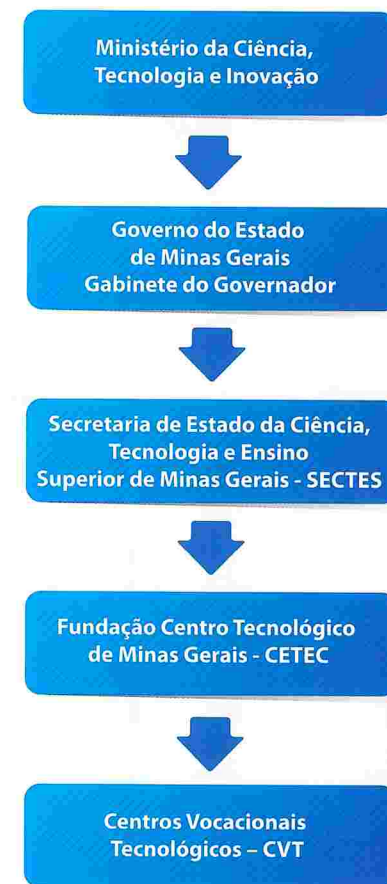 Ministério da Ciência,
Tecnologia e Inovação
Governo do Estado
de Minas Gerais
Gabinete do Governador
Secretaria de Estado da Ciência,
Tecnologia e Ensino
Superior de Minas Gerais - SECTES
Fundação Centro Tecnológico
de Minas Gerais - CETEC
Centros Vocacionais
Tecnológicos – CVT